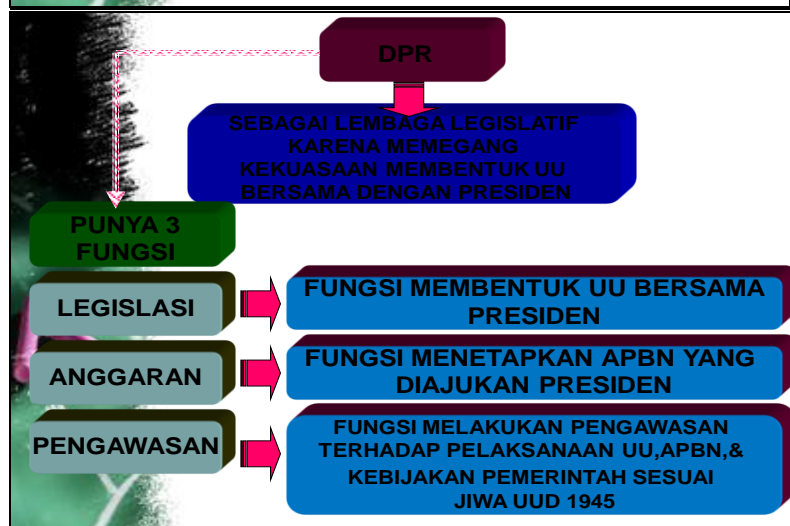 DPR
SEBAGAI LEMBAGA LEGISLATIF
KARENA MEMEGANG
KEKUASAAN MEMBENTUK UU
BERSAMA DENGAN PRESIDEN
PUNYA 3
FUNGSI
LEGISLASI
FUNGSI MEMBENTUK UU BERSAMA
PRESIDEN
ANGGARAN
FUNGSI MENETAPKAN APBN YANG
DIAJUKAN PRESIDEN
PENGAWASAN
FUNGSI MELAKUKAN PENGAWASAN
TERHADAP PELAKSANAAN UU,APBN,&
KEBIJAKAN PEMERINTAH SESUAI
JIWA UUD 1945